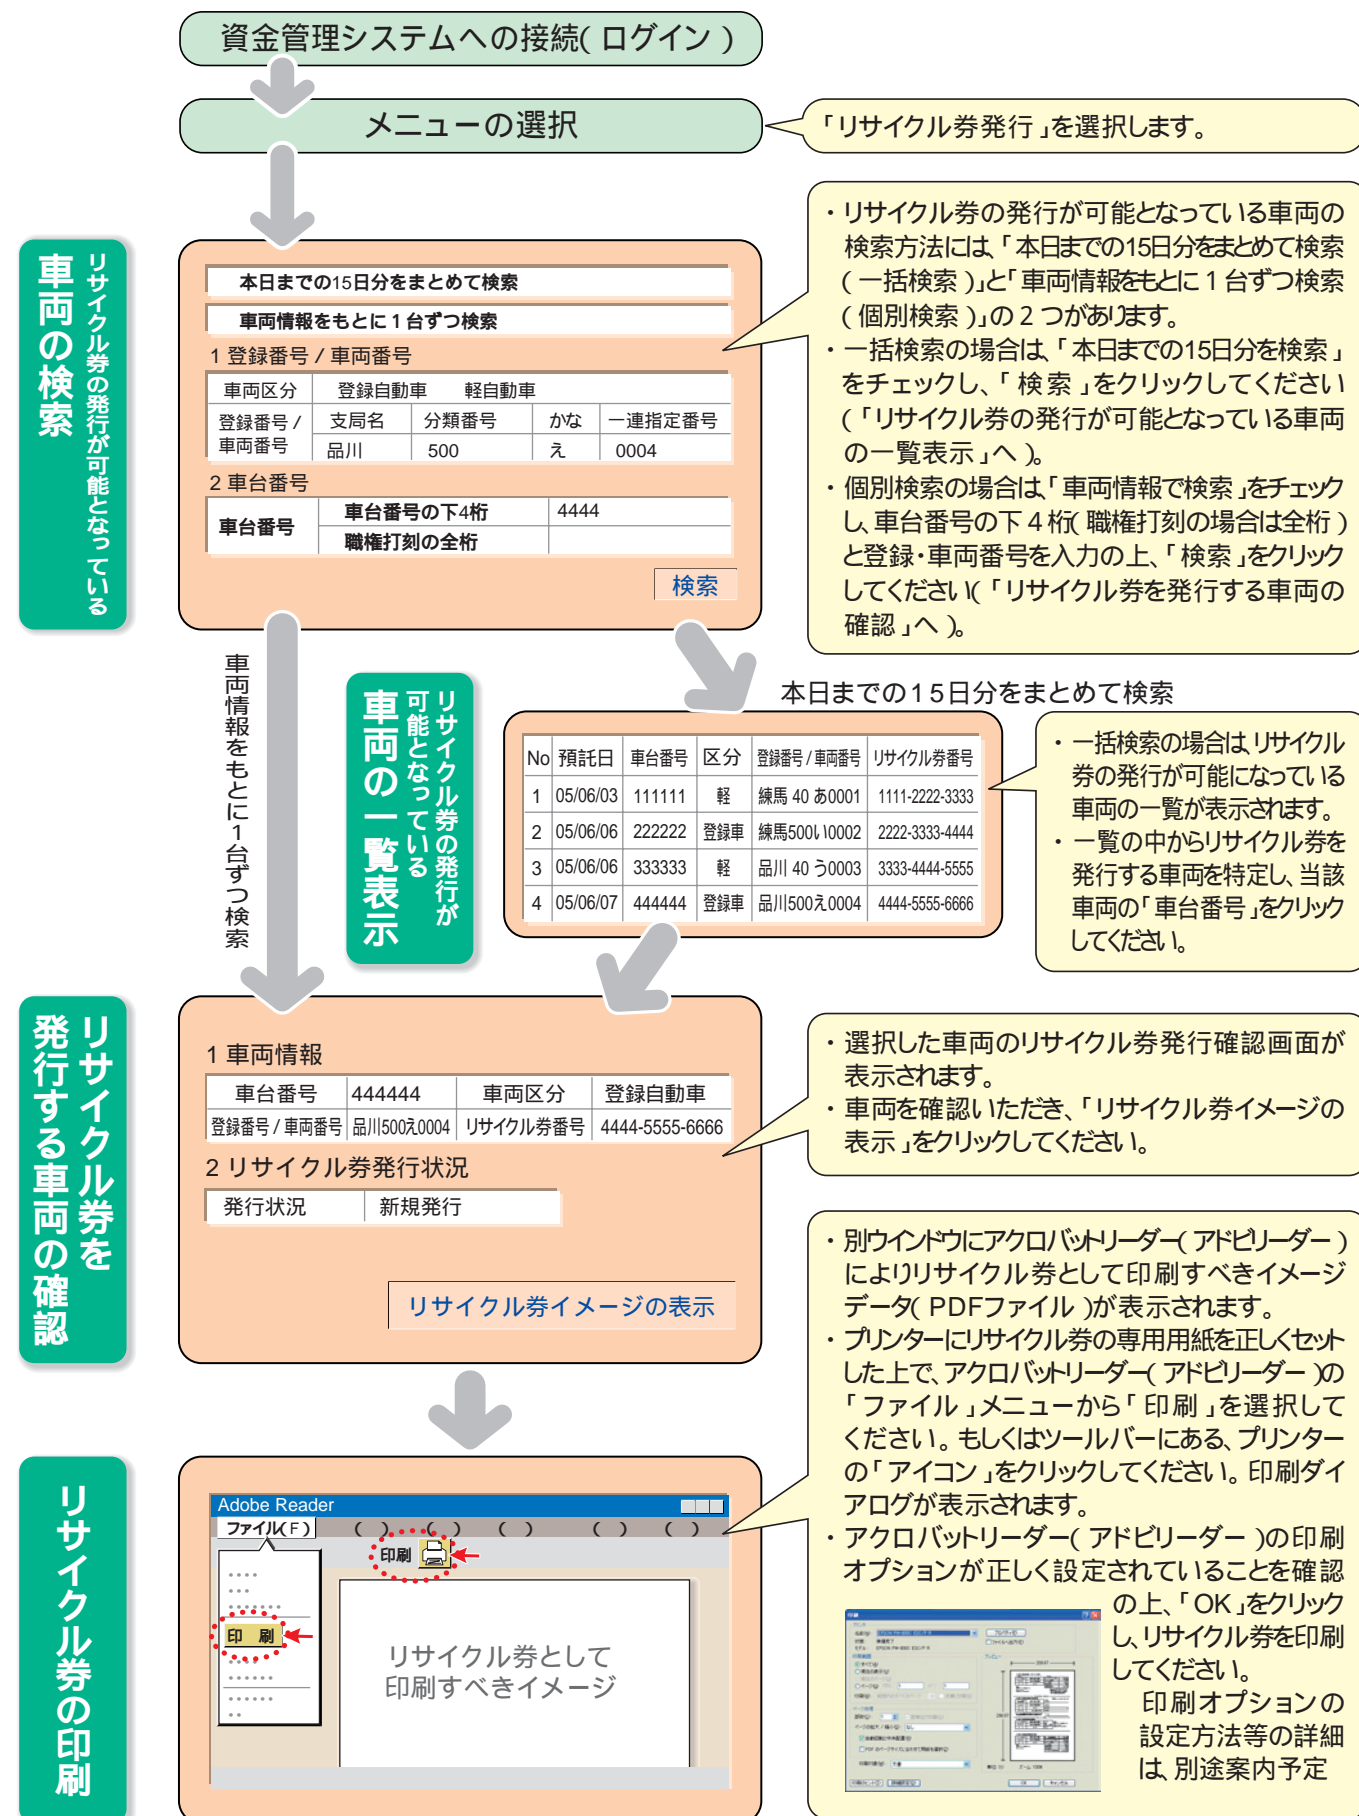 資金管理システムへの接続(ログイン)
メニューの選択
「リサイクル券発行」を選択します。
リサイクル券の発行が可能となっている
車両の検索
本日までの15日分をまとめて検索
車両情報をもとに1台ずつ検索
1 登録番号 / 車両番号
車両区分 登録自動車 軽自動車
登録番号 / 車両番号 支局名 分類番号 かな 一連指定番号
品川 500 え 0004
2 車台番号
車台番号 車台番号の下4桁 4444
職権打刻の全桁
検索
・リサイクル券の発行が可能となっている車両の
検索方法には、「本日までの15日分をまとめて検索
(一括検索)」と「車両情報をもとに1台ずつ検索
(個別検索)」の2つがあります。
・一括検索の場合は、「本日までの15日分を検索」
をチェックし、「検索」をクリックしてください
(「リサイクル券の発行が可能となっている車両
の一覧表示」へ)。
・個別検索の場合は、「車両情報で検索」をチェック
し、車台番号の下4桁(職権打刻の場合は全桁)
と登録・車両番号を入力の上、「検索」をクリック
してください(「リサイクル券を発行する車両の
確認」へ)。
車両情報をもとに1台ずつ検索
リサイクル券の発行が
可能となっている
車両の一覧表示
本日までの15日分をまとめて検索
No 預託日 車台番号 区分 登録番号 / 車両番号 リサイクル券番号
1 05/06/03 111111 軽 練馬 40 あ0001 1111-2222-3333
2 05/06/06 222222 登録車 練馬500い0002 2222-3333-4444
3 05/06/06 333333 軽 品川 40 う0003 3333-4444-5555
4 05/06/07 444444 登録車 品川500え0004 4444-5555-6666
・一括検索の場合は、リサイクル
券の発行が可能になっている
車両の一覧が表示されます。
・一覧の中からリサイクル券を
発行する車両を特定し、当該
車両の「車台番号」をクリック
してください。
リサイクル券を
発行する車両の確認
1 車両情報
車台番号 444444 車両区分 登録自動車
登録番号 / 車両番号 品川500え0004 リサイクル券番号 4444-5555-6666
2 リサイクル券発行状況
発行状況 新規発行
リサイクル券イメージの表示
・選択した車両のリサイクル券発行確認画面が
表示されます。
・車両を確認いただき、「リサイクル券イメージの
表示」をクリックしてください。
リサイクル券の印刷
Adobe Reader
ファイル(F) ( ) ( ) ( ) ( ) ( )
印刷
印 刷
リサイクル券として
印刷すべきイメージ
・別ウインドウにアクロバットリーダー(アドビリーダー)
によりリサイクル券として印刷すべきイメージ
データ(PDFファイル)が表示されます。
・プリンターにリサイクル券の専用用紙を正しくセット
した上で、アクロバットリーダー(アドビリーダー)の
「ファイル」メニューから「印刷」を選択して
ください。もしくはツールバーにある、プリンター
の「アイコン」をクリックしてください。印刷ダイ
アログが表示されます。
・アクロバットリーダー(アドビリーダー)の印刷
オプションが正しく設定されていることを確認
の上、「OK」をクリック
し、リサイクル券を印刷
してください。
印刷オプションの
設定方法等の詳細
は、別途案内予定